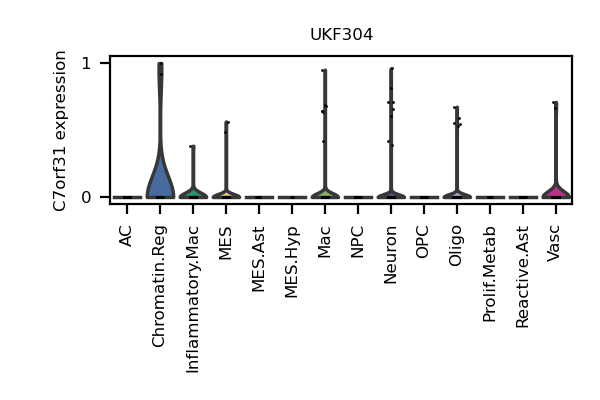 UKF304
C7orf31 expression
1
0
AC
Chromatin.Reg
Inflammatory.Mac
MES
MES.Ast
MES.Hyp
Mac
NPC
Neuron
OPC
Oligo
Prolif.Metab
Reactive.Ast
Vasc